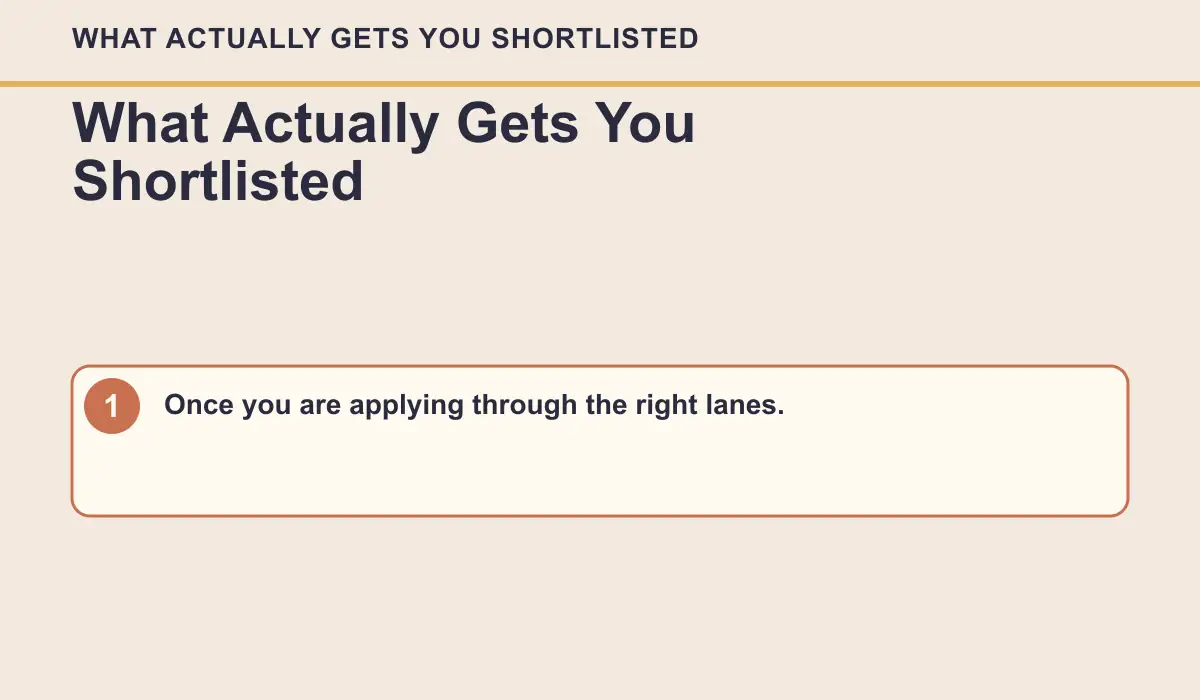 WHAT ACTUALLY GETS YOU SHORTLISTED
What Actually Gets You
Shortlisted
1
Once you are applying through the right lanes.